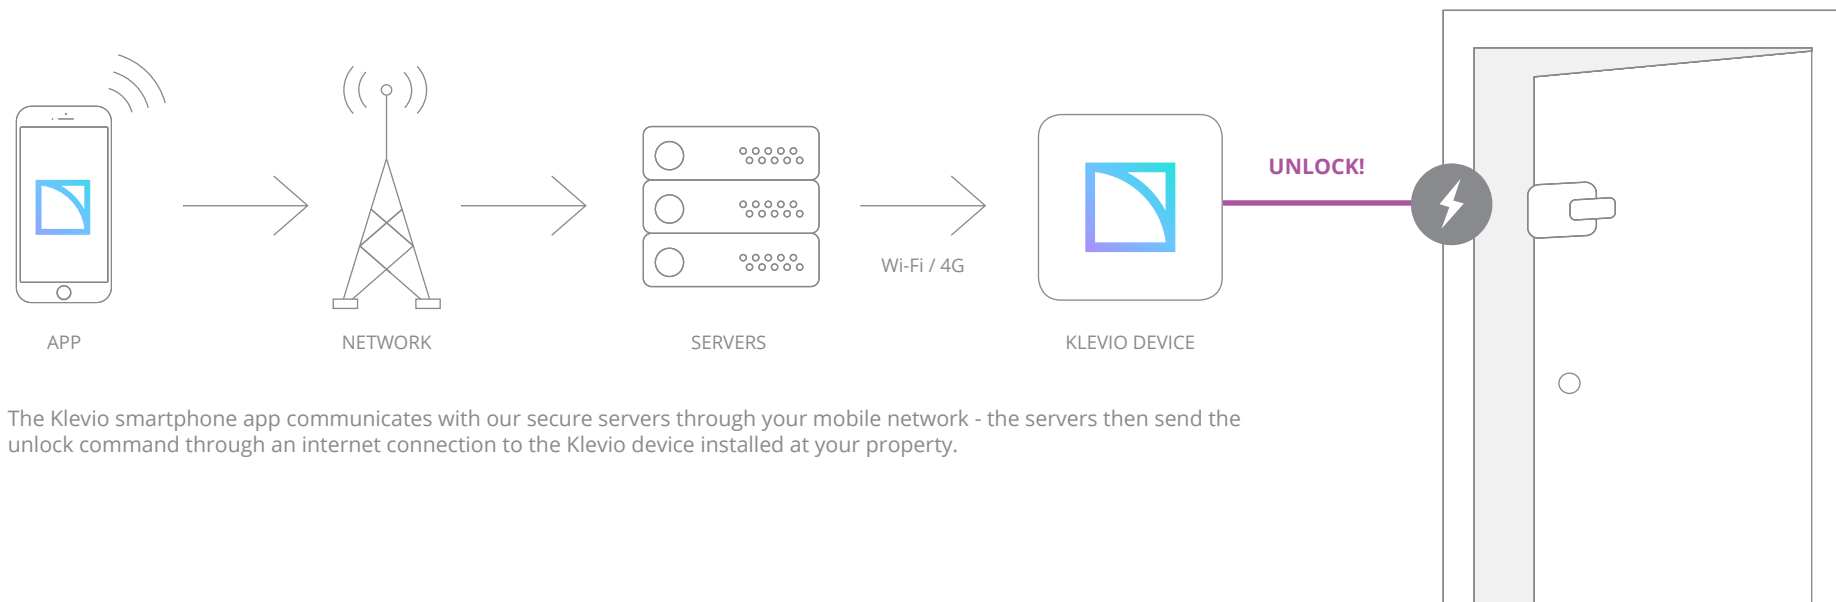 UNLOCK!
Wi-Fi / 4G
APP
NETWORK
SERVERS
KLEVIO DEVICE
The Klevio smartphone app communicates with our secure servers through your mobile network - the servers then send the
unlock command through an internet connection to the Klevio device installed at your property.